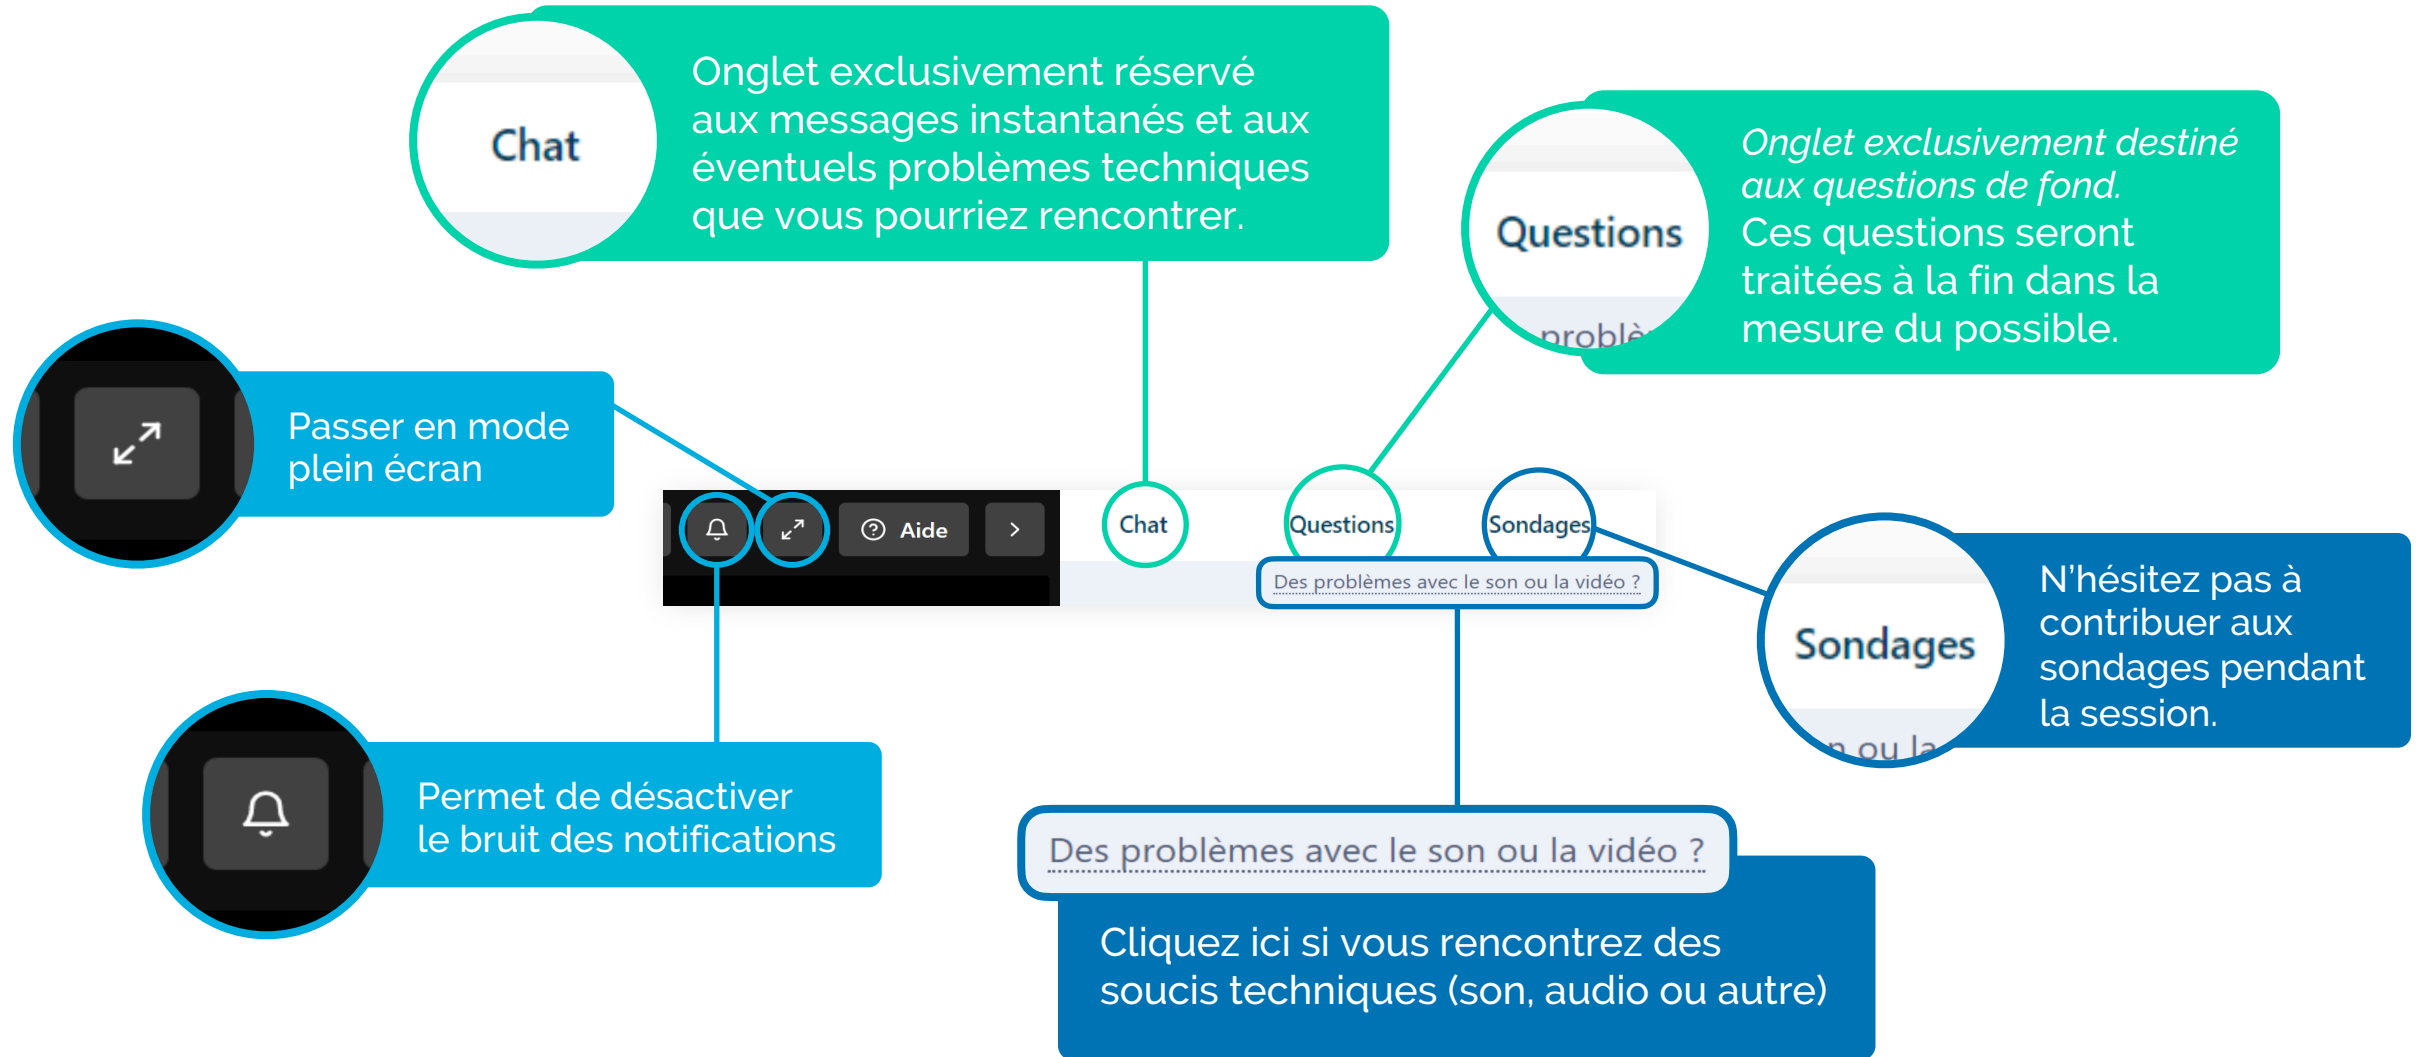 Chat
Onglet exclusivement réservé
aux messages instantanés et aux
éventuels problèmes techniques
que vous pourriez rencontrer.
Questions
problè
Onglet exclusivement destiné
aux questions de fond.
Ces questions seront
traitées à la fin dans la
mesure du possible.
Passer en mode
plein écran
Aide
Chat
Questions
Sondages
Des problèmes avec le son ou la vidéo ?
Sondages
n ou la
N'hésitez pas à
contribuer aux
sondages pendant
la session.
Permet de désactiver
le bruit des notifications
Des problèmes avec le son ou la vidéo ?
Cliquez ici si vous rencontrez des
soucis techniques (son, audio ou autre)